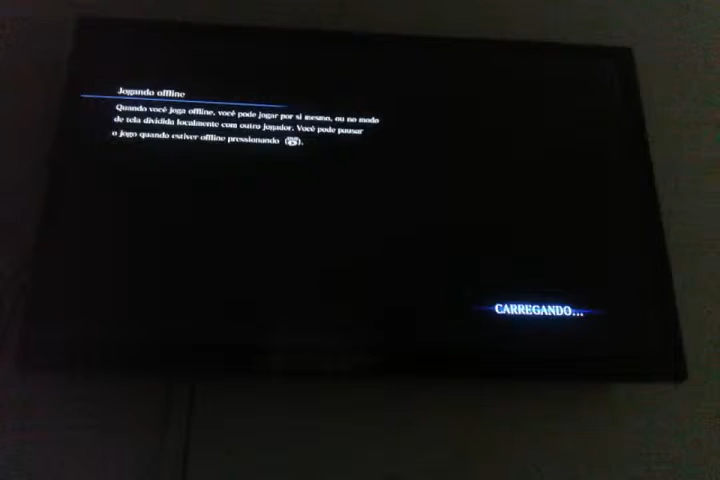 Jogando offline
Quando você joga offline, você pode jogar por si mesmo, ou no modo
de tela dividida localmente com outro jogador. Você pode pausar
o jogo quando estiver offline pressionando
CARREGANDO...